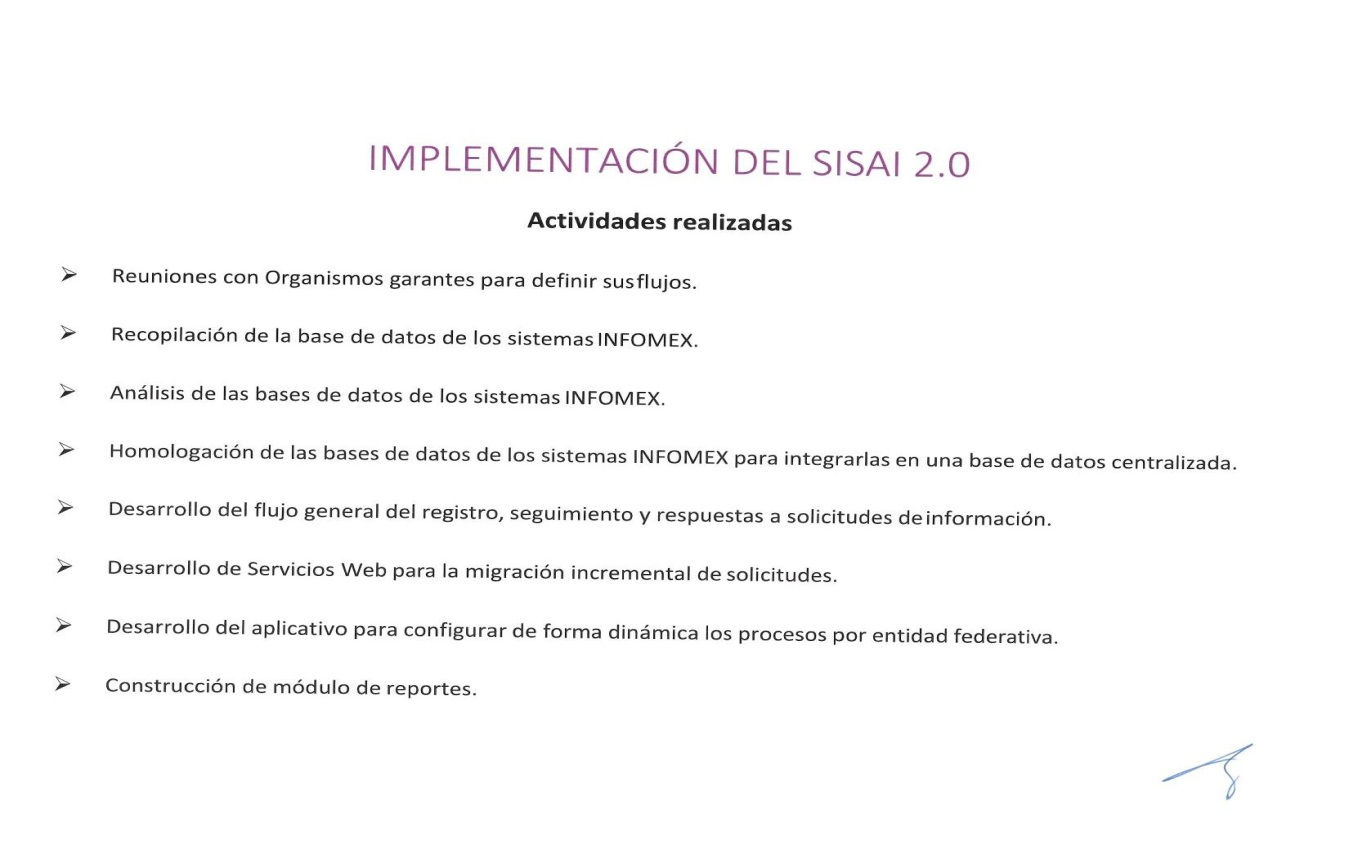 IMPLEMENTACIÓN DEL SISAI 2.0
Actividades realizadas
➢ Reuniones con Organismos garantes para definir sus flujos.
➢ Recopilación de la base de datos de los sistemas INFOMEX.
➢ Análisis de las bases de datos de los sistemas INFOMEX.
➢ Homologación de las bases de datos de los sistemas INFOMEX para integrarlas en una base de datos centralizada.
➢ Desarrollo del flujo general del registro, seguimiento y respuestas a solicitudes de información.
➢ Desarrollo de Servicios Web para la migración incremental de solicitudes.
➢ Desarrollo del aplicativo para configurar de forma dinámica los procesos por entidad federativa.
➢ Construcción de módulo de reportes.